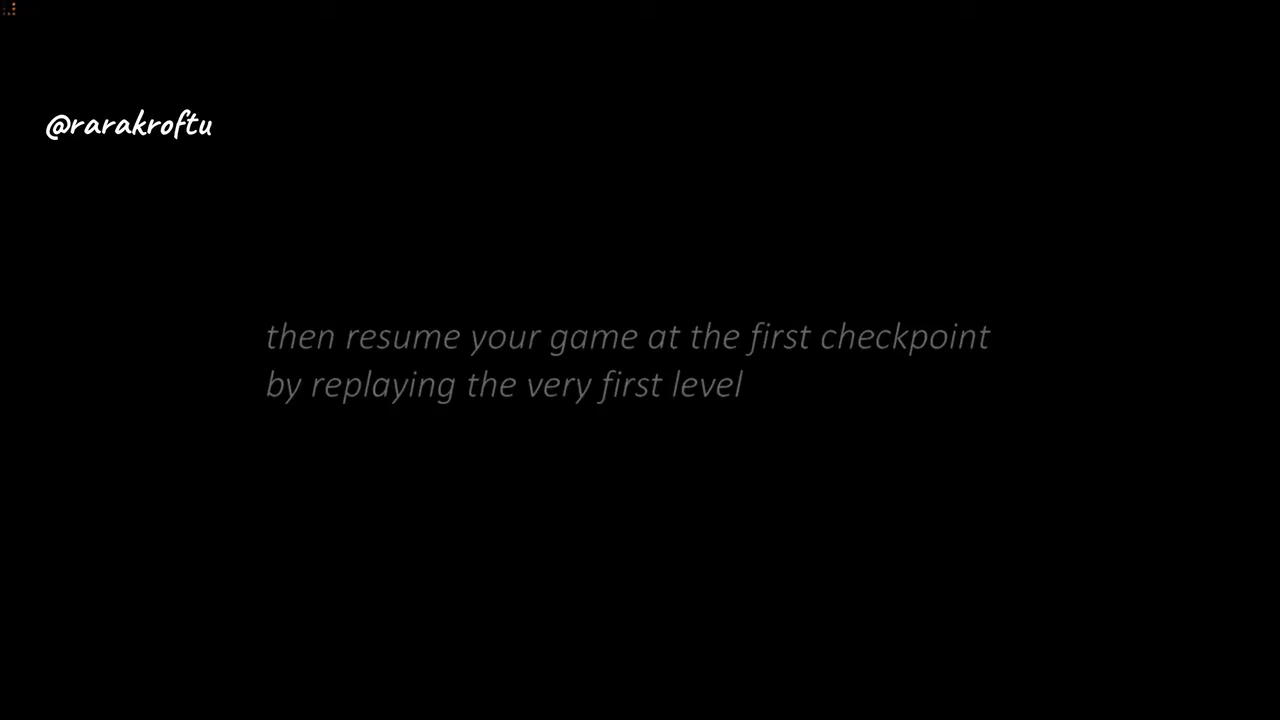 @rarakroftu
then resume your game at the first checkpoint
by replaying the very first level